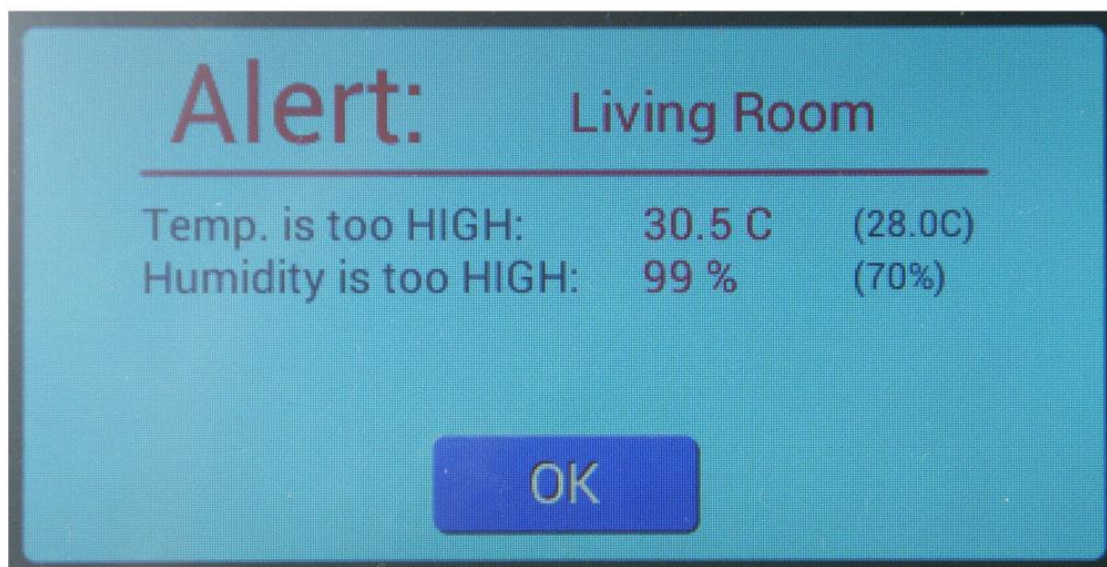 Alert: Living Room
Temp. is too HIGH: 30.5 C (28.0C)
Humidity is too HIGH: 99 % (70%)
OK